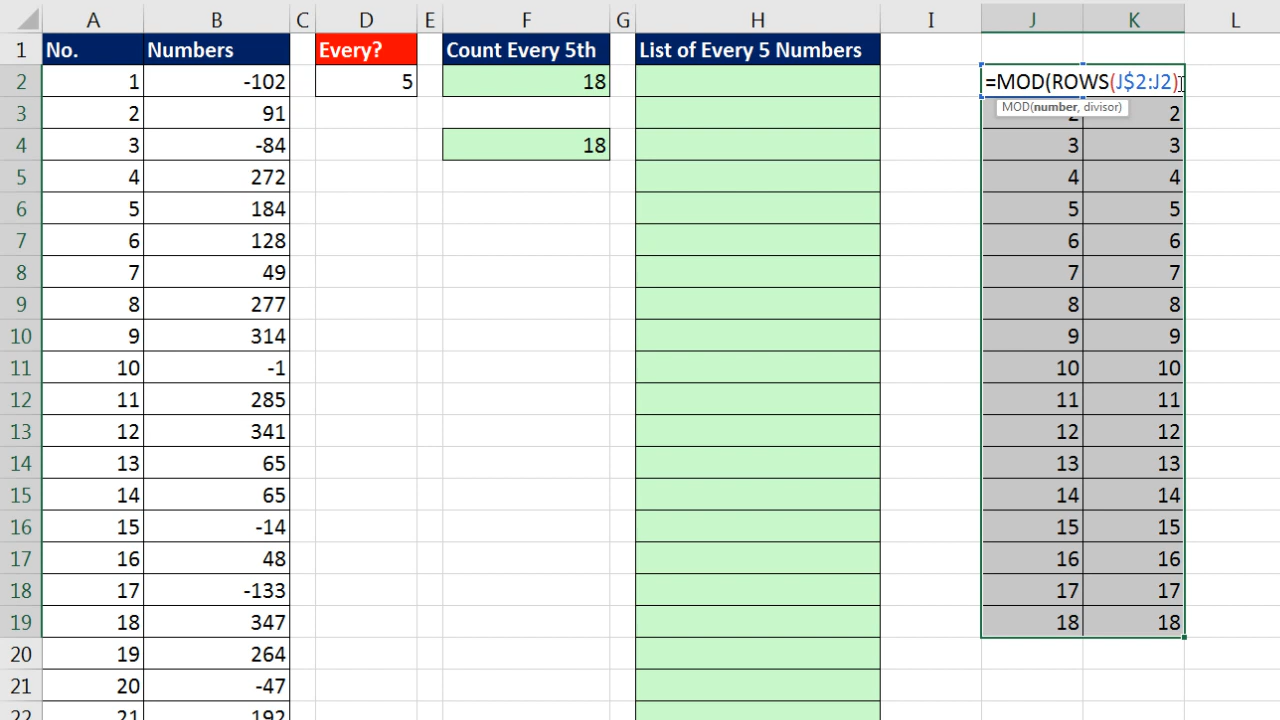 A B C D E F G H I J K L
1 No. Numbers Every? Count Every 5th List of Every 5 Numbers
2 1 -102 5 18 =MOD(ROWS(J$2:J2)
MOD(number, divisor)
3 2 91 2 2
4 3 -84 18 3 3
5 4 272 4 4
6 5 184 5 5
7 6 128 6 6
8 7 49 7 7
9 8 277 8 8
10 9 314 9 9
11 10 -1 10 10
12 11 285 11 11
13 12 341 12 12
14 13 65 13 13
15 14 65 14 14
16 15 -14 15 15
17 16 48 16 16
18 17 -133 17 17
19 18 347 18 18
20 19 264
21 20 -47
22 21 192